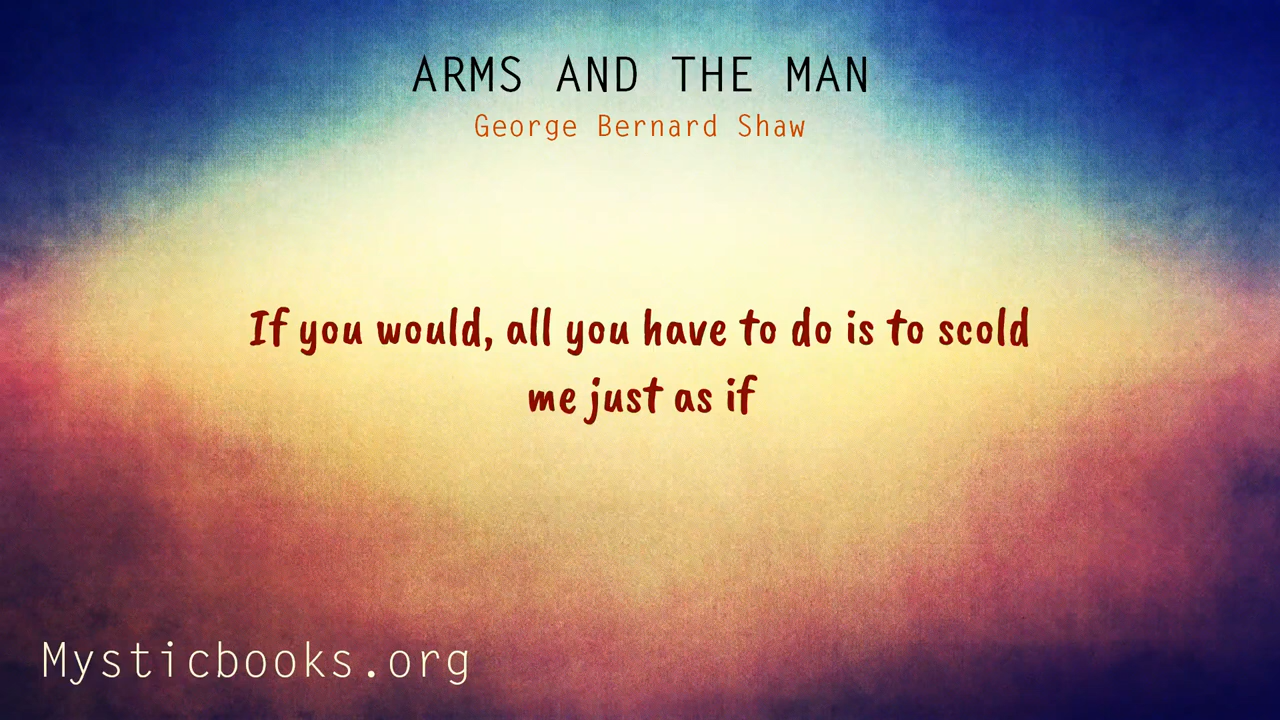 ARMS AND THE MAN
George Bernard Shaw
If you would, all you have to do is to scold
me just as if
Mysticbooks.org